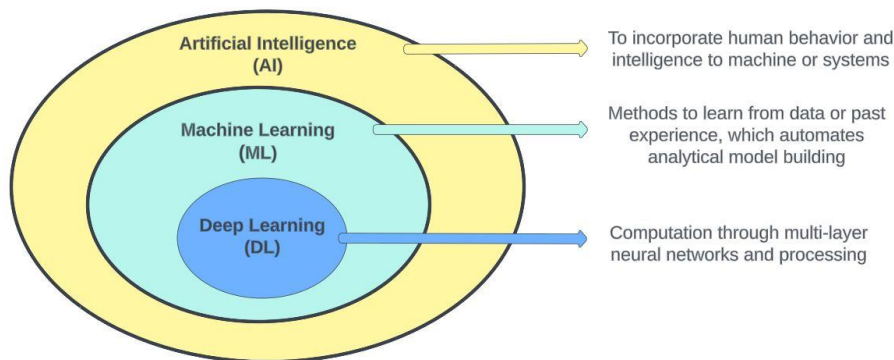 Artificial Intelligence
(AI)
To incorporate human behavior and
intelligence to machine or systems
Machine Learning
(ML)
Methods to learn from data or past
experience, which automates
analytical model building
Deep Learning
(DL)
Computation through multi-layer
neural networks and processing